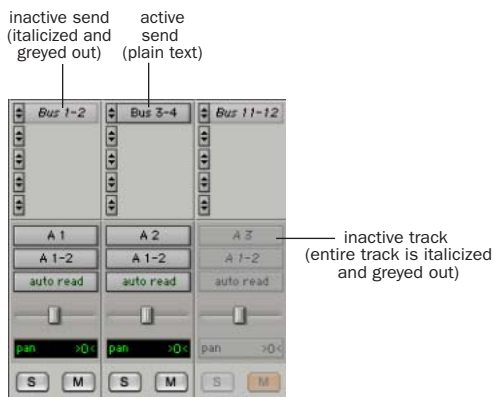 inactive send
(italicized and
greyed out)
active
send
(plain text)
Bus 1-2
Bus 3-4
Bus 11-12
A 1
A 2
A 3
A 1-2
A 1-2
A 1-2
auto read
auto read
auto read
inactive track
(entire track is italicized
and greyed out)
pan >0<
pan >0<
pan >0<
S M
S M
S M